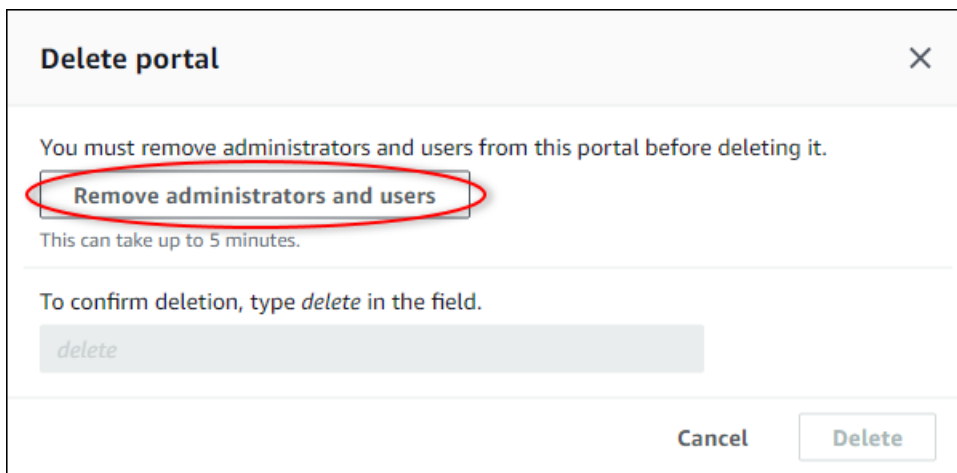 Delete portal
You must remove administrators and users from this portal before deleting it.
Remove administrators and users
This can take up to 5 minutes.
To confirm deletion, type delete in the field.
delete
Cancel
Delete